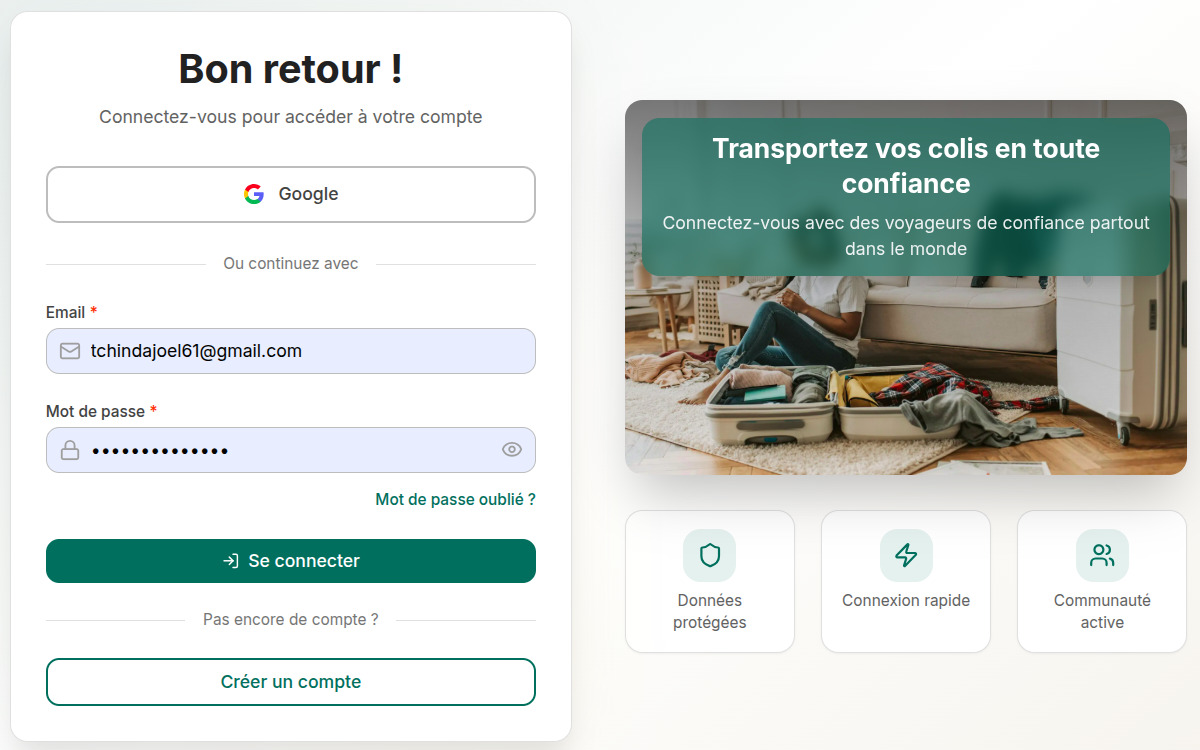 Bon retour !
Connectez-vous pour accéder à votre compte
Google
Ou continuez avec
Email *
tchindajoel61@gmail.com
Mot de passe *
••••••••••••••
Mot de passe oublié ?
Se connecter
Pas encore de compte ?
Créer un compte
Transportez vos colis en toute
confiance
Connectez-vous avec des voyageurs de confiance partout
dans le monde
Données
protégées
Connexion rapide
Communauté
active